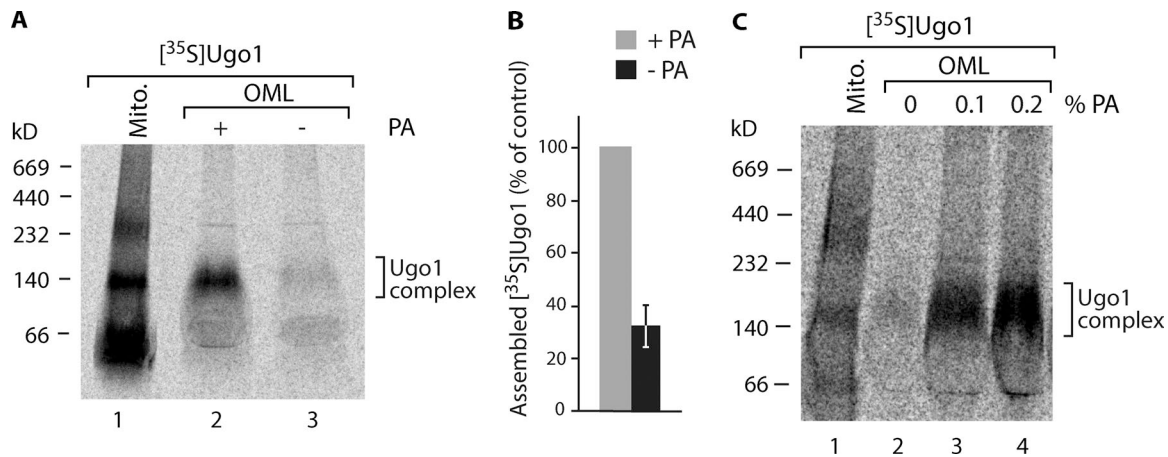 A
[35S]Ugo1
Mito.
OML
+ -
PA
kD
669
440
232
140
66
Ugo1
complex
1 2 3
B
+ PA
- PA
Assembled [35S]Ugo1 (% of control)
100
80
60
40
20
0
C
[35S]Ugo1
Mito.
OML
0 0.1 0.2
% PA
kD
669
440
232
140
66
Ugo1
complex
1 2 3 4